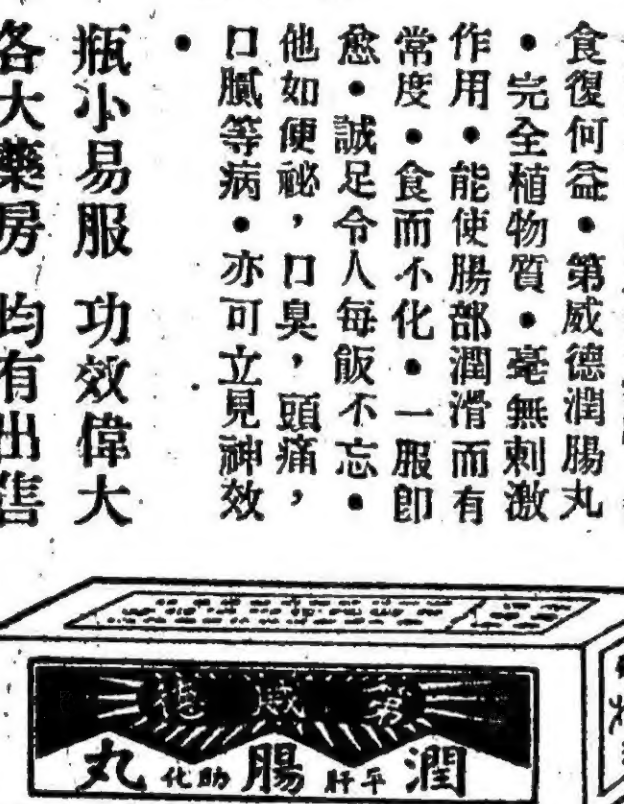 食復何益•第威德潤腸丸
•完全植物質•毫無刺激
作用•能使腸部潤滑而有
常度•食而不化•一服即
愈•誠足令人每飯不忘•
他如便祕，口臭，頭痛，
口膩等病•亦可立見神效
•
瓶小易服 功效偉大
各大藥房 均有出售
第威德
潤平肝腸助化丸